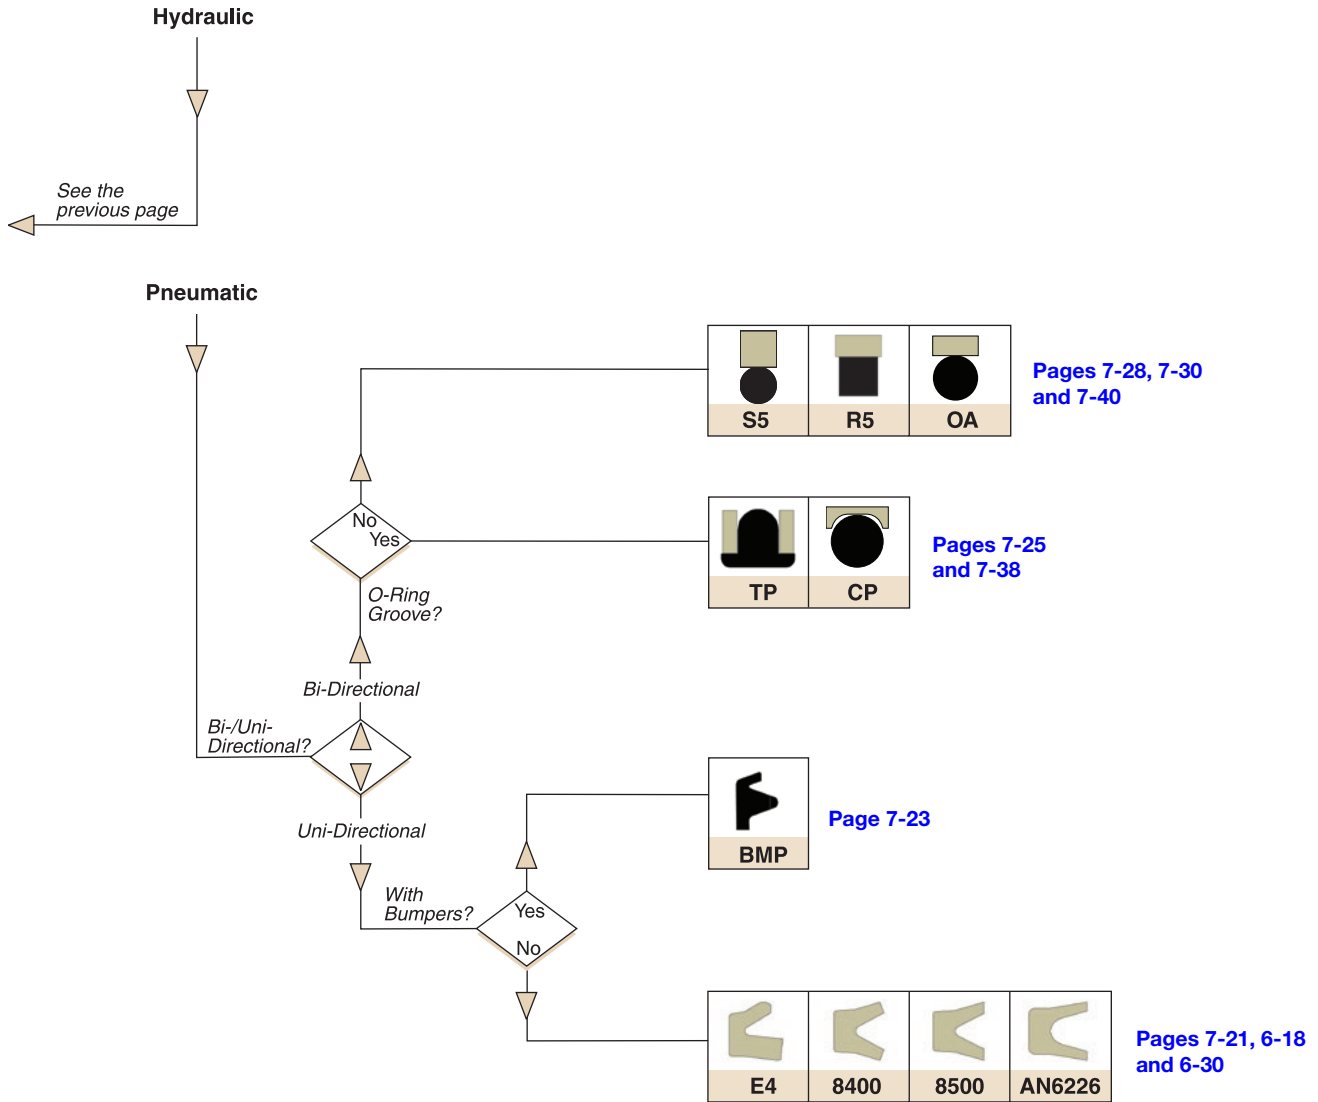 Hydraulic
See the
previous page
Pneumatic
S5
R5
OA
Pages 7-28, 7-30
and 7-40
No
Yes
TP
CP
Pages 7-25
and 7-38
O-Ring
Groove?
Bi-Directional
Bi-/Uni-
Directional?
Uni-Directional
BMP
Page 7-23
With
Bumpers?
Yes
No
E4
8400
8500
AN6226
Pages 7-21, 6-18
and 6-30